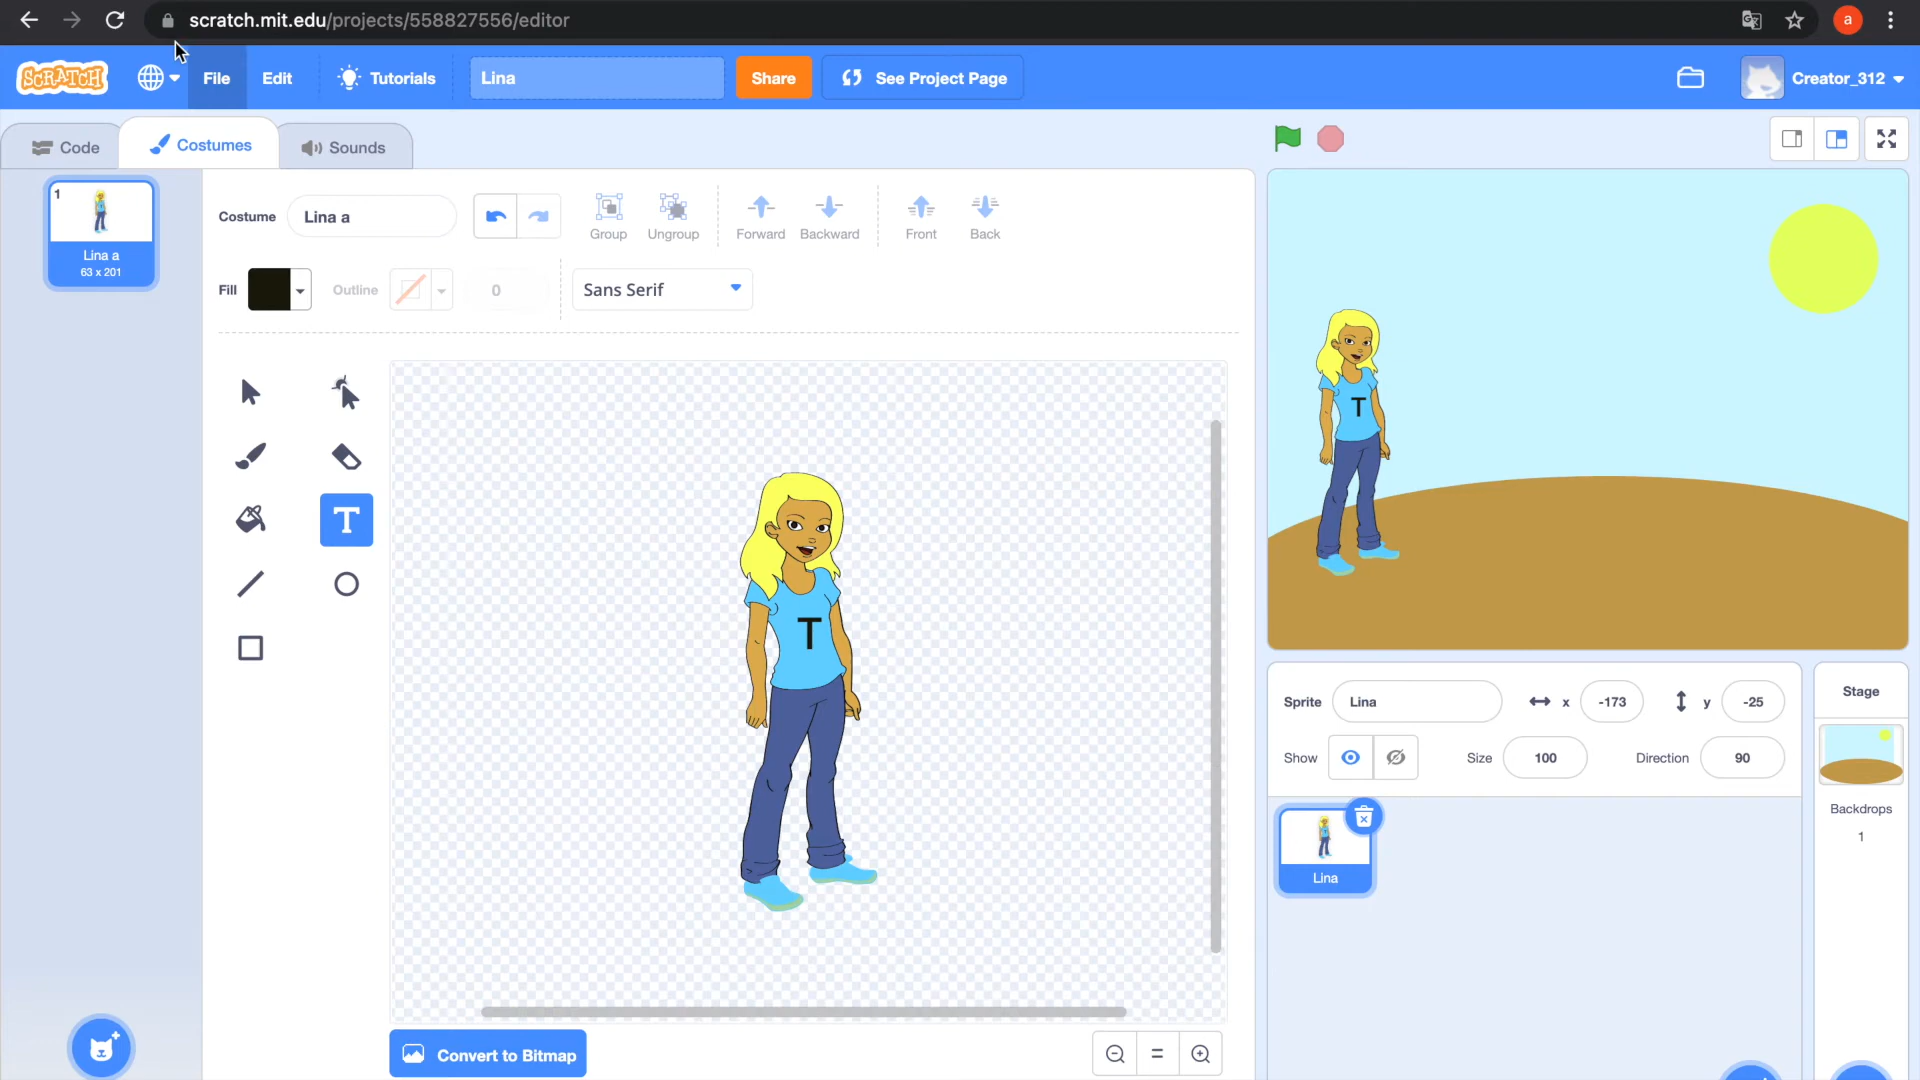 scratch.mit.edu/projects/558827556/editor
a
SCRATCH
File
Edit
Tutorials
Lina
Share
See Project Page
Creator_312
Code
Costumes
Sounds
1
Lina a
63 x 201
Costume
Lina a
Group
Ungroup
Forward
Backward
Front
Back
Fill
Outline
0
Sans Serif
T
T
T
Convert to Bitmap
Sprite
Lina
x
-173
y
-25
Show
Size
100
Direction
90
Lina
Stage
Backdrops
1